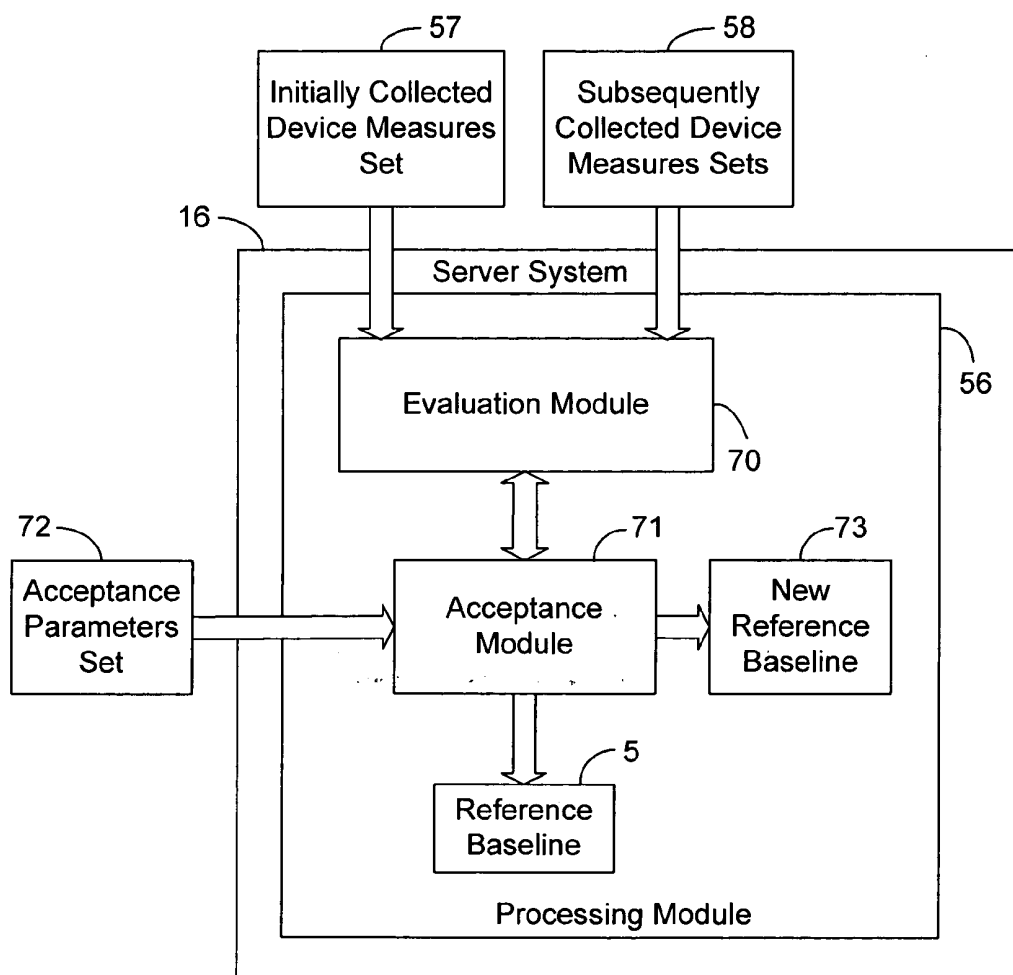 57
58
Initially Collected
Device Measures
Set
Subsequently
Collected Device
Measures Sets
16
Server System
56
Evaluation Module
70
72
71
73
Acceptance
Parameters
Set
Acceptance
Module
New
Reference
Baseline
5
Reference
Baseline
Processing Module